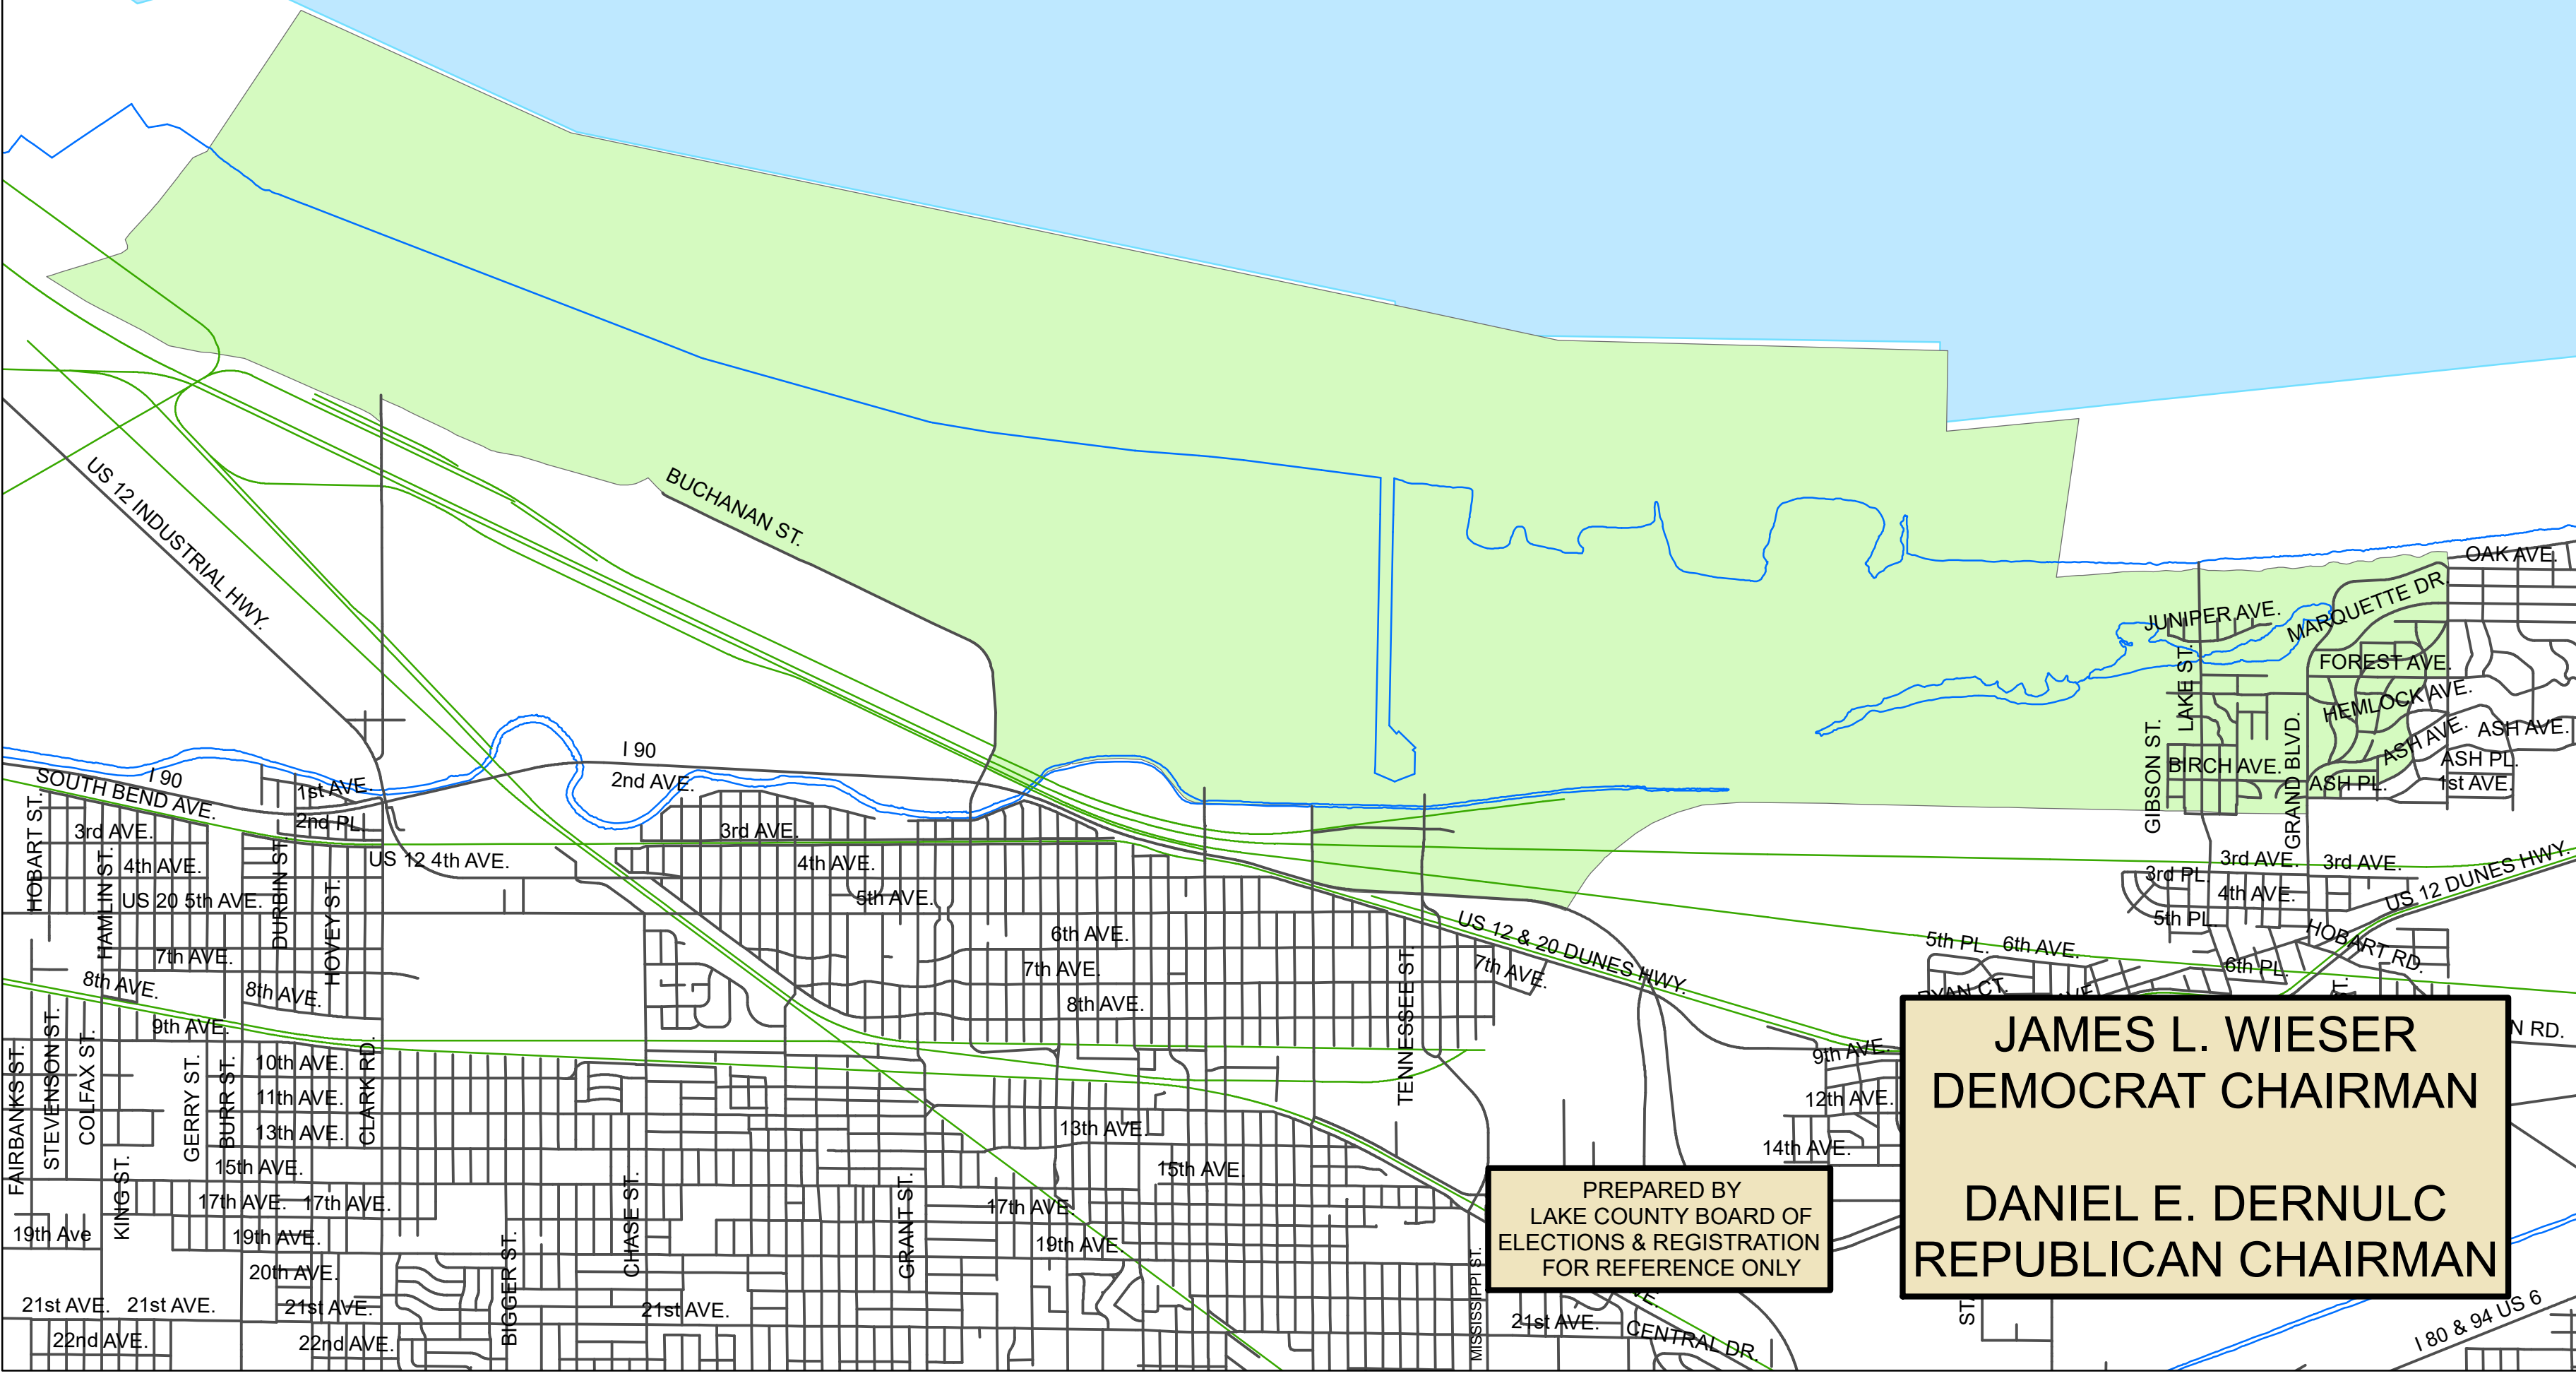 OAK AVE.
BUCHANAN ST.
US 12 INDUSTRIAL HWY.
MARQUETTE DR.
JUNIPER AVE.
FOREST AVE.
LAKE ST.
HEMLOCK AVE.
ASH AVE.
ASH AVE.
GIBSON ST.
GRAND BLVD.
I 90
I 90
SOUTH BEND AVE.
1st AVE.
2nd AVE.
BIRCH AVE.
ASH PL.
ASH PL.
1st AVE.
HOBART ST.
3rd AVE.
2nd PL.
3rd AVE.
4th AVE.
HAMLIN ST.
DURBIN ST.
US 12 4th AVE.
4th AVE.
3rd AVE.
3rd AVE.
3rd PL.
4th AVE.
US 12 DUNES HWY.
US 20 5th AVE.
HOVEY ST.
5th AVE.
5th PL.
HOBART RD.
6th AVE.
US 12 & 20 DUNES HWY.
5th PL.
6th AVE.
6th PL.
7th AVE.
7th AVE.
7th AVE.
8th AVE.
8th AVE.
8th AVE.
TENNESSEE ST.
RYAN CT.
ST.
N RD.
9th AVE.
9th AVE.
FAIRBANKS ST.
STEVENSON ST.
COLFAX ST.
GERRY ST.
BURR ST.
10th AVE.
CLARK RD.
11th AVE.
12th AVE.
13th AVE.
13th AVE.
14th AVE.
15th AVE.
15th AVE.
KING ST.
17th AVE.
17th AVE.
17th AVE.
CHASE ST.
GRANT ST.
19th Ave
19th AVE.
19th AVE.
20th AVE.
BIGGER ST.
MISSISSIPPI ST.
21st AVE.
21st AVE.
21st AVE.
21st AVE.
21st AVE.
22nd AVE.
22nd AVE.
CENTRAL DR.
I 80 & 94 US 6
PREPARED BY
LAKE COUNTY BOARD OF
ELECTIONS & REGISTRATION
FOR REFERENCE ONLY
JAMES L. WIESER
DEMOCRAT CHAIRMAN
DANIEL E. DERNULC
REPUBLICAN CHAIRMAN